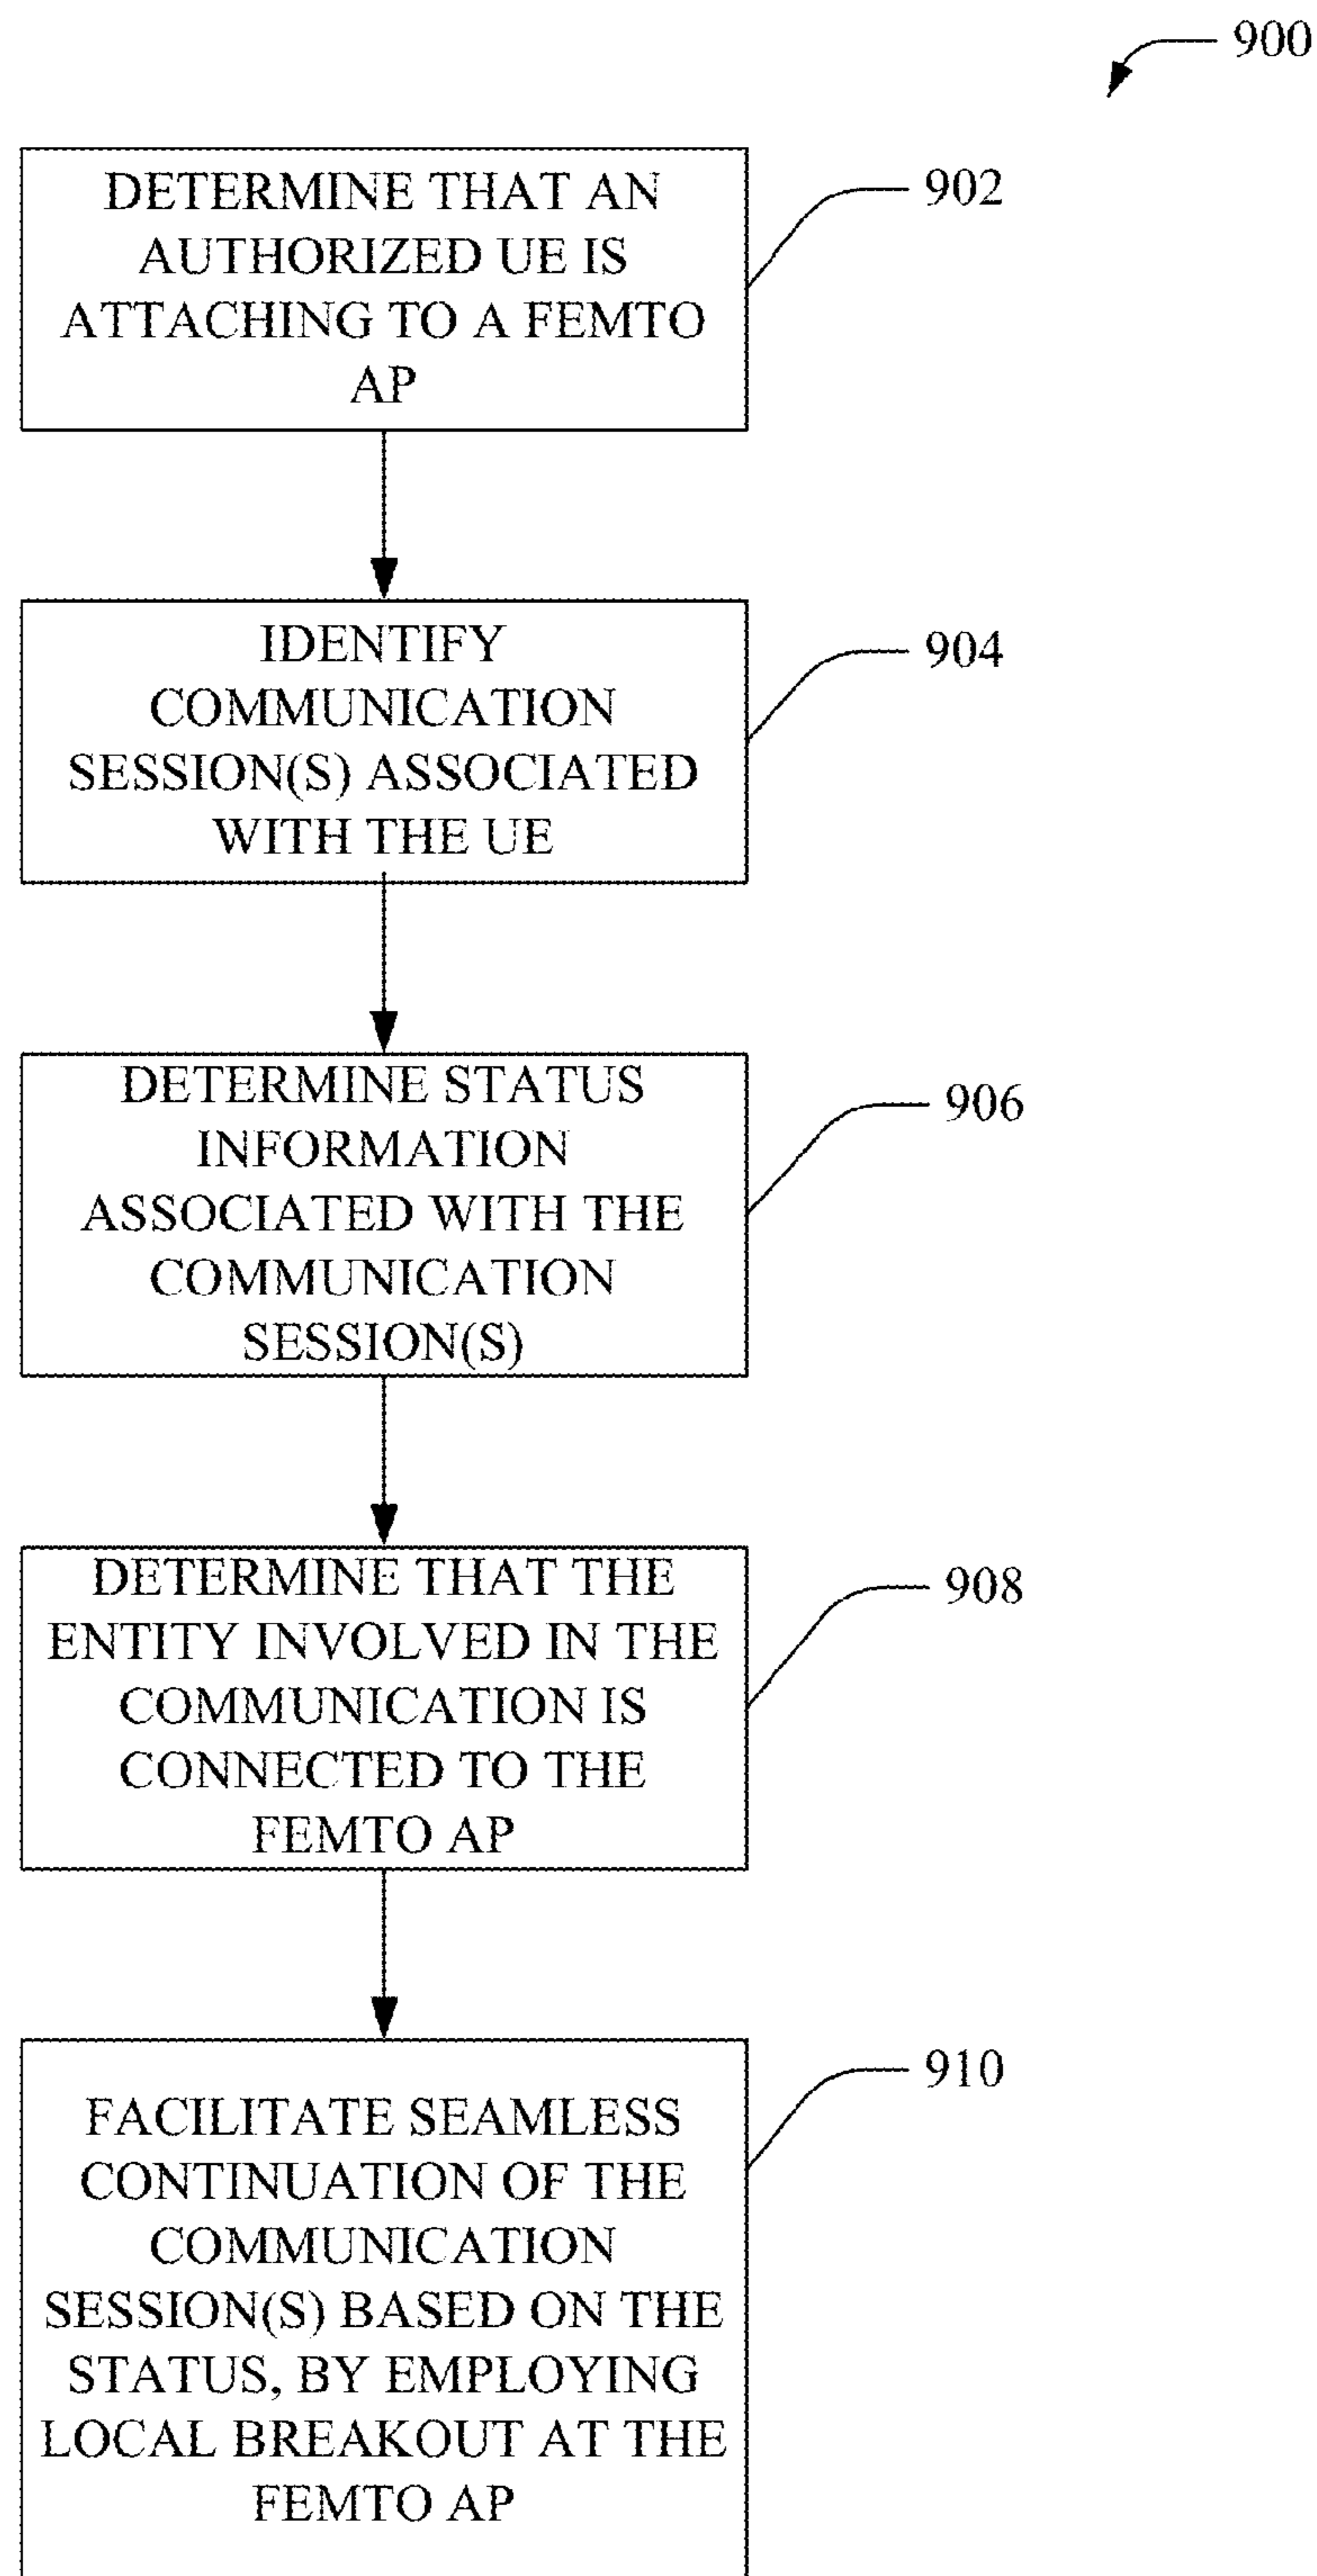 900
DETERMINE THAT AN
AUTHORIZED UE IS
ATTACHING TO A FEMTO
AP
902
IDENTIFY
COMMUNICATION
SESSION(S) ASSOCIATED
WITH THE UE
904
DETERMINE STATUS
INFORMATION
ASSOCIATED WITH THE
COMMUNICATION
SESSION(S)
906
DETERMINE THAT THE
ENTITY INVOLVED IN THE
COMMUNICATION IS
CONNECTED TO THE
FEMTO AP
908
FACILITATE SEAMLESS
CONTINUATION OF THE
COMMUNICATION
SESSION(S) BASED ON THE
STATUS, BY EMPLOYING
LOCAL BREAKOUT AT THE
FEMTO AP
910